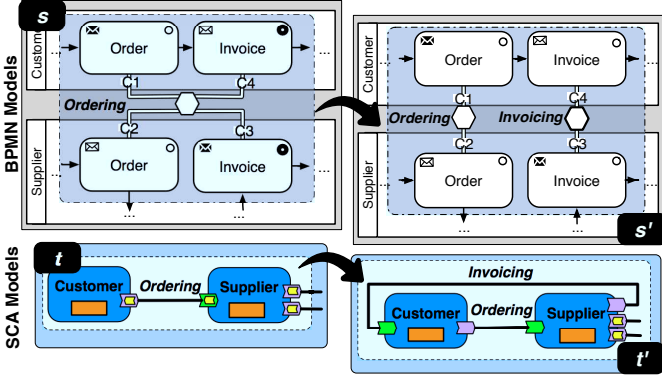 BPMN Models
s
Customer
...
Order
Invoice
...
C1
C4
Ordering
C2
C3
Supplier
...
Order
Invoice
...
...
...
Customer
...
Order
Invoice
...
C1
C4
Ordering
Invoicing
C2
C3
Supplier
...
Order
Invoice
...
...
...
s'
SCA Models
t
Customer
Ordering
Supplier
Invoicing
Customer
Ordering
Supplier
t'